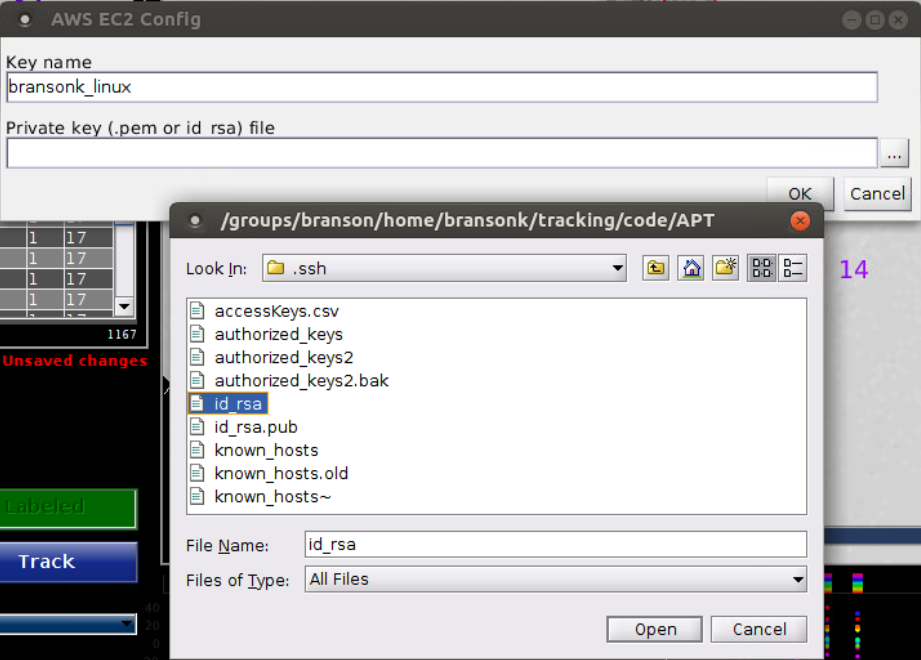 AWS EC2 Config
Key name
bransonk_linux
Private key (.pem or id_rsa) file
...
OK
Cancel
/groups/branson/home/bransonk/tracking/code/APT
Look In:
.ssh
accessKeys.csv
authorized_keys
authorized_keys2
authorized_keys2.bak
id_rsa
id_rsa.pub
known_hosts
known_hosts.old
known_hosts~
File Name:
id_rsa
Files of Type:
All Files
Open
Cancel
1 17
1 17
1 17
1 17
1167
Unsaved changes
14
Labeled
Track
40
20
0